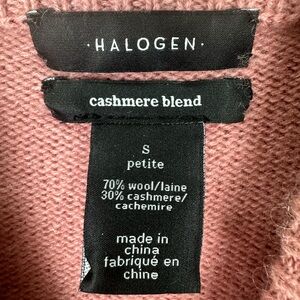 · HALOGEN ·
cashmere blend
S
petite
70% wool/laine
30% cashmere/
cachemire
made in
china
fabriqué en
chine